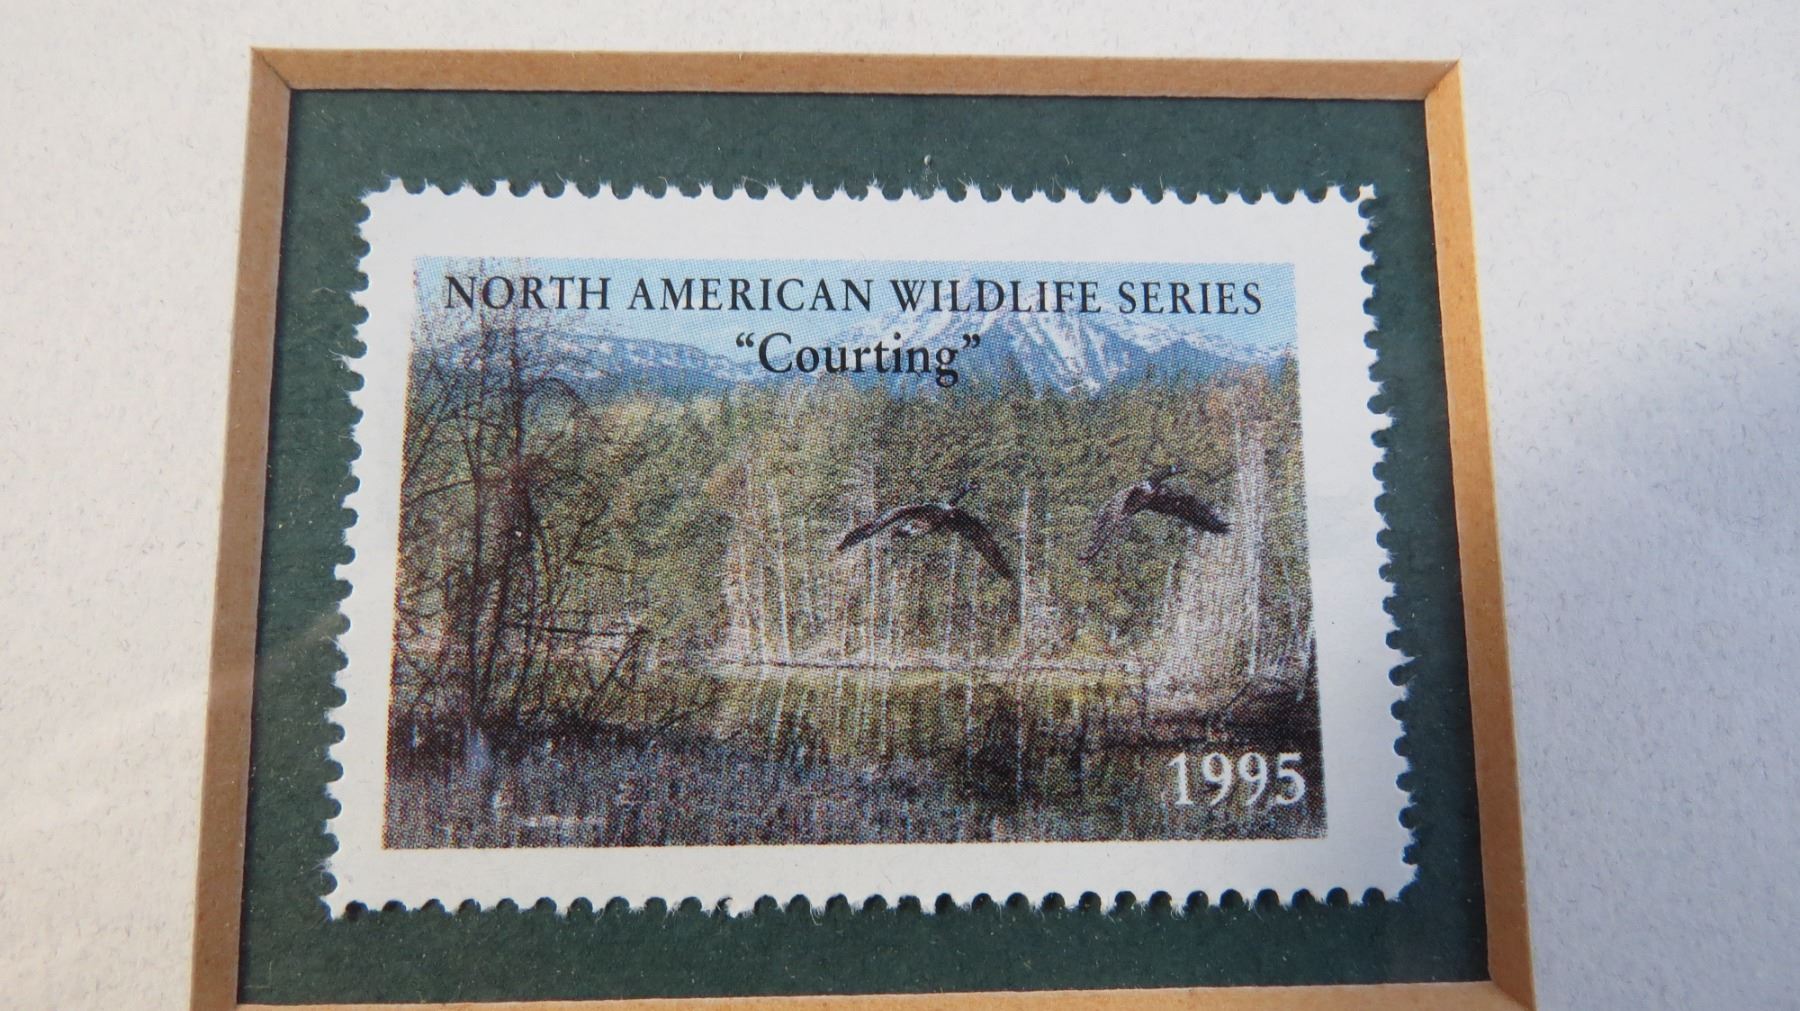 NORTH AMERICAN WILDLIFE SERIES
“Courting”
1995